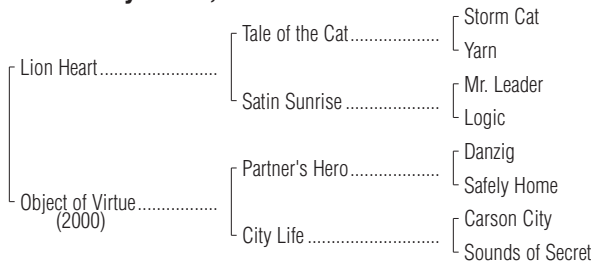 Tale of the Cat....................
Storm Cat
Yarn
Lion Heart..........................
Satin Sunrise .....................
Mr. Leader
Logic
Object of Virtue..................
(2000)
Partner's Hero....................
Danzig
Safely Home
City Life .............................
Carson City
Sounds of Secret